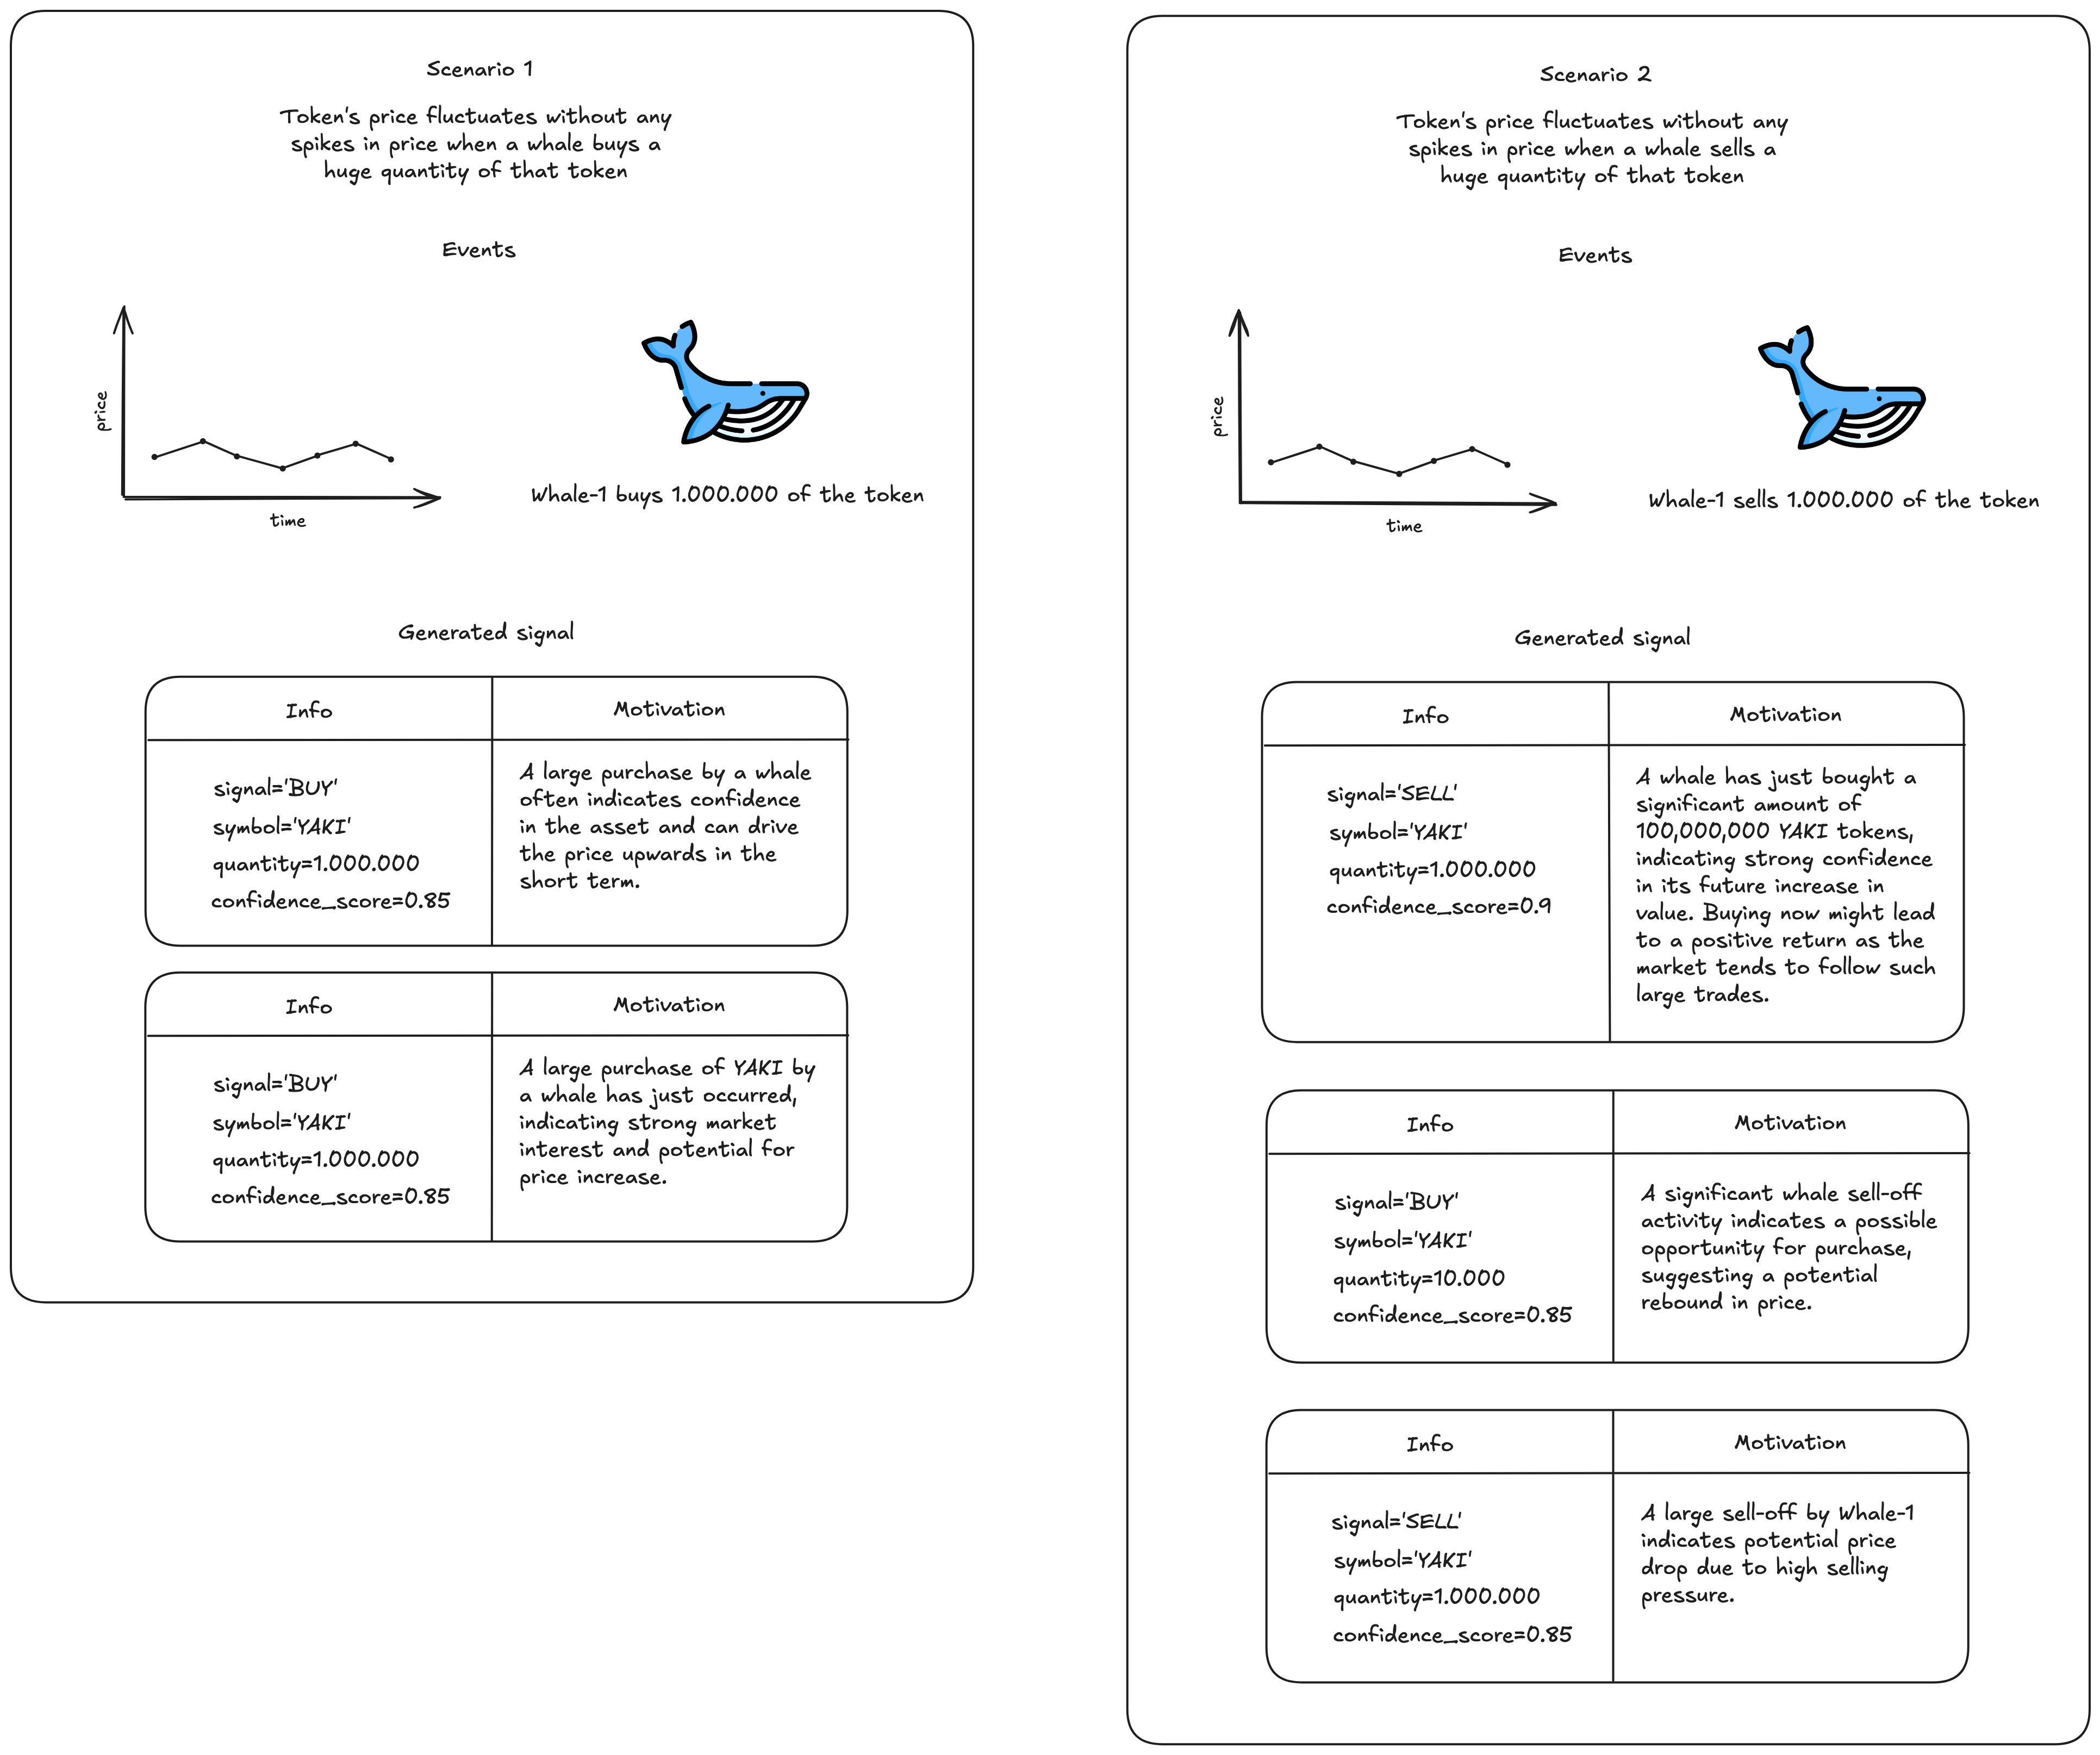 Scenario 1
Token's price fluctuates without any
spikes in price when a whale buys a
huge quantity of that token
Events
price
time
Whale-1 buys 1.000.000 of the token
Generated signal
Info
Motivation
signal='BUY'
symbol='YAKI'
quantity=1.000.000
confidence_score=0.85
A large purchase by a whale
often indicates confidence
in the asset and can drive
the price upwards in the
short term.
Info
Motivation
signal='BUY'
symbol='YAKI'
quantity=1.000.000
confidence_score=0.85
A large purchase of YAKI by
a whale has just occurred,
indicating strong market
interest and potential for
price increase.
Scenario 2
Token's price fluctuates without any
spikes in price when a whale sells a
huge quantity of that token
Events
price
time
Whale-1 sells 1.000.000 of the token
Generated signal
Info
Motivation
signal='SELL'
symbol='YAKI'
quantity=1.000.000
confidence_score=0.9
A whale has just bought a
significant amount of
100,000,000 YAKI tokens,
indicating strong confidence
in its future increase in
value. Buying now might lead
to a positive return as the
market tends to follow such
large trades.
Info
Motivation
signal='BUY'
symbol='YAKI'
quantity=10.000
confidence_score=0.85
A significant whale sell-off
activity indicates a possible
opportunity for purchase,
suggesting a potential
rebound in price.
Info
Motivation
signal='SELL'
symbol='YAKI'
quantity=1.000.000
confidence_score=0.85
A large sell-off by Whale-1
indicates potential price
drop due to high selling
pressure.